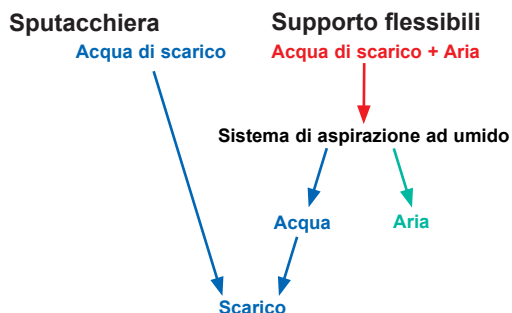 Sputacchiera
Supporto flessibili
Acqua di scarico
Acqua di scarico + Aria
Sistema di aspirazione ad umido
Acqua
Aria
Scarico